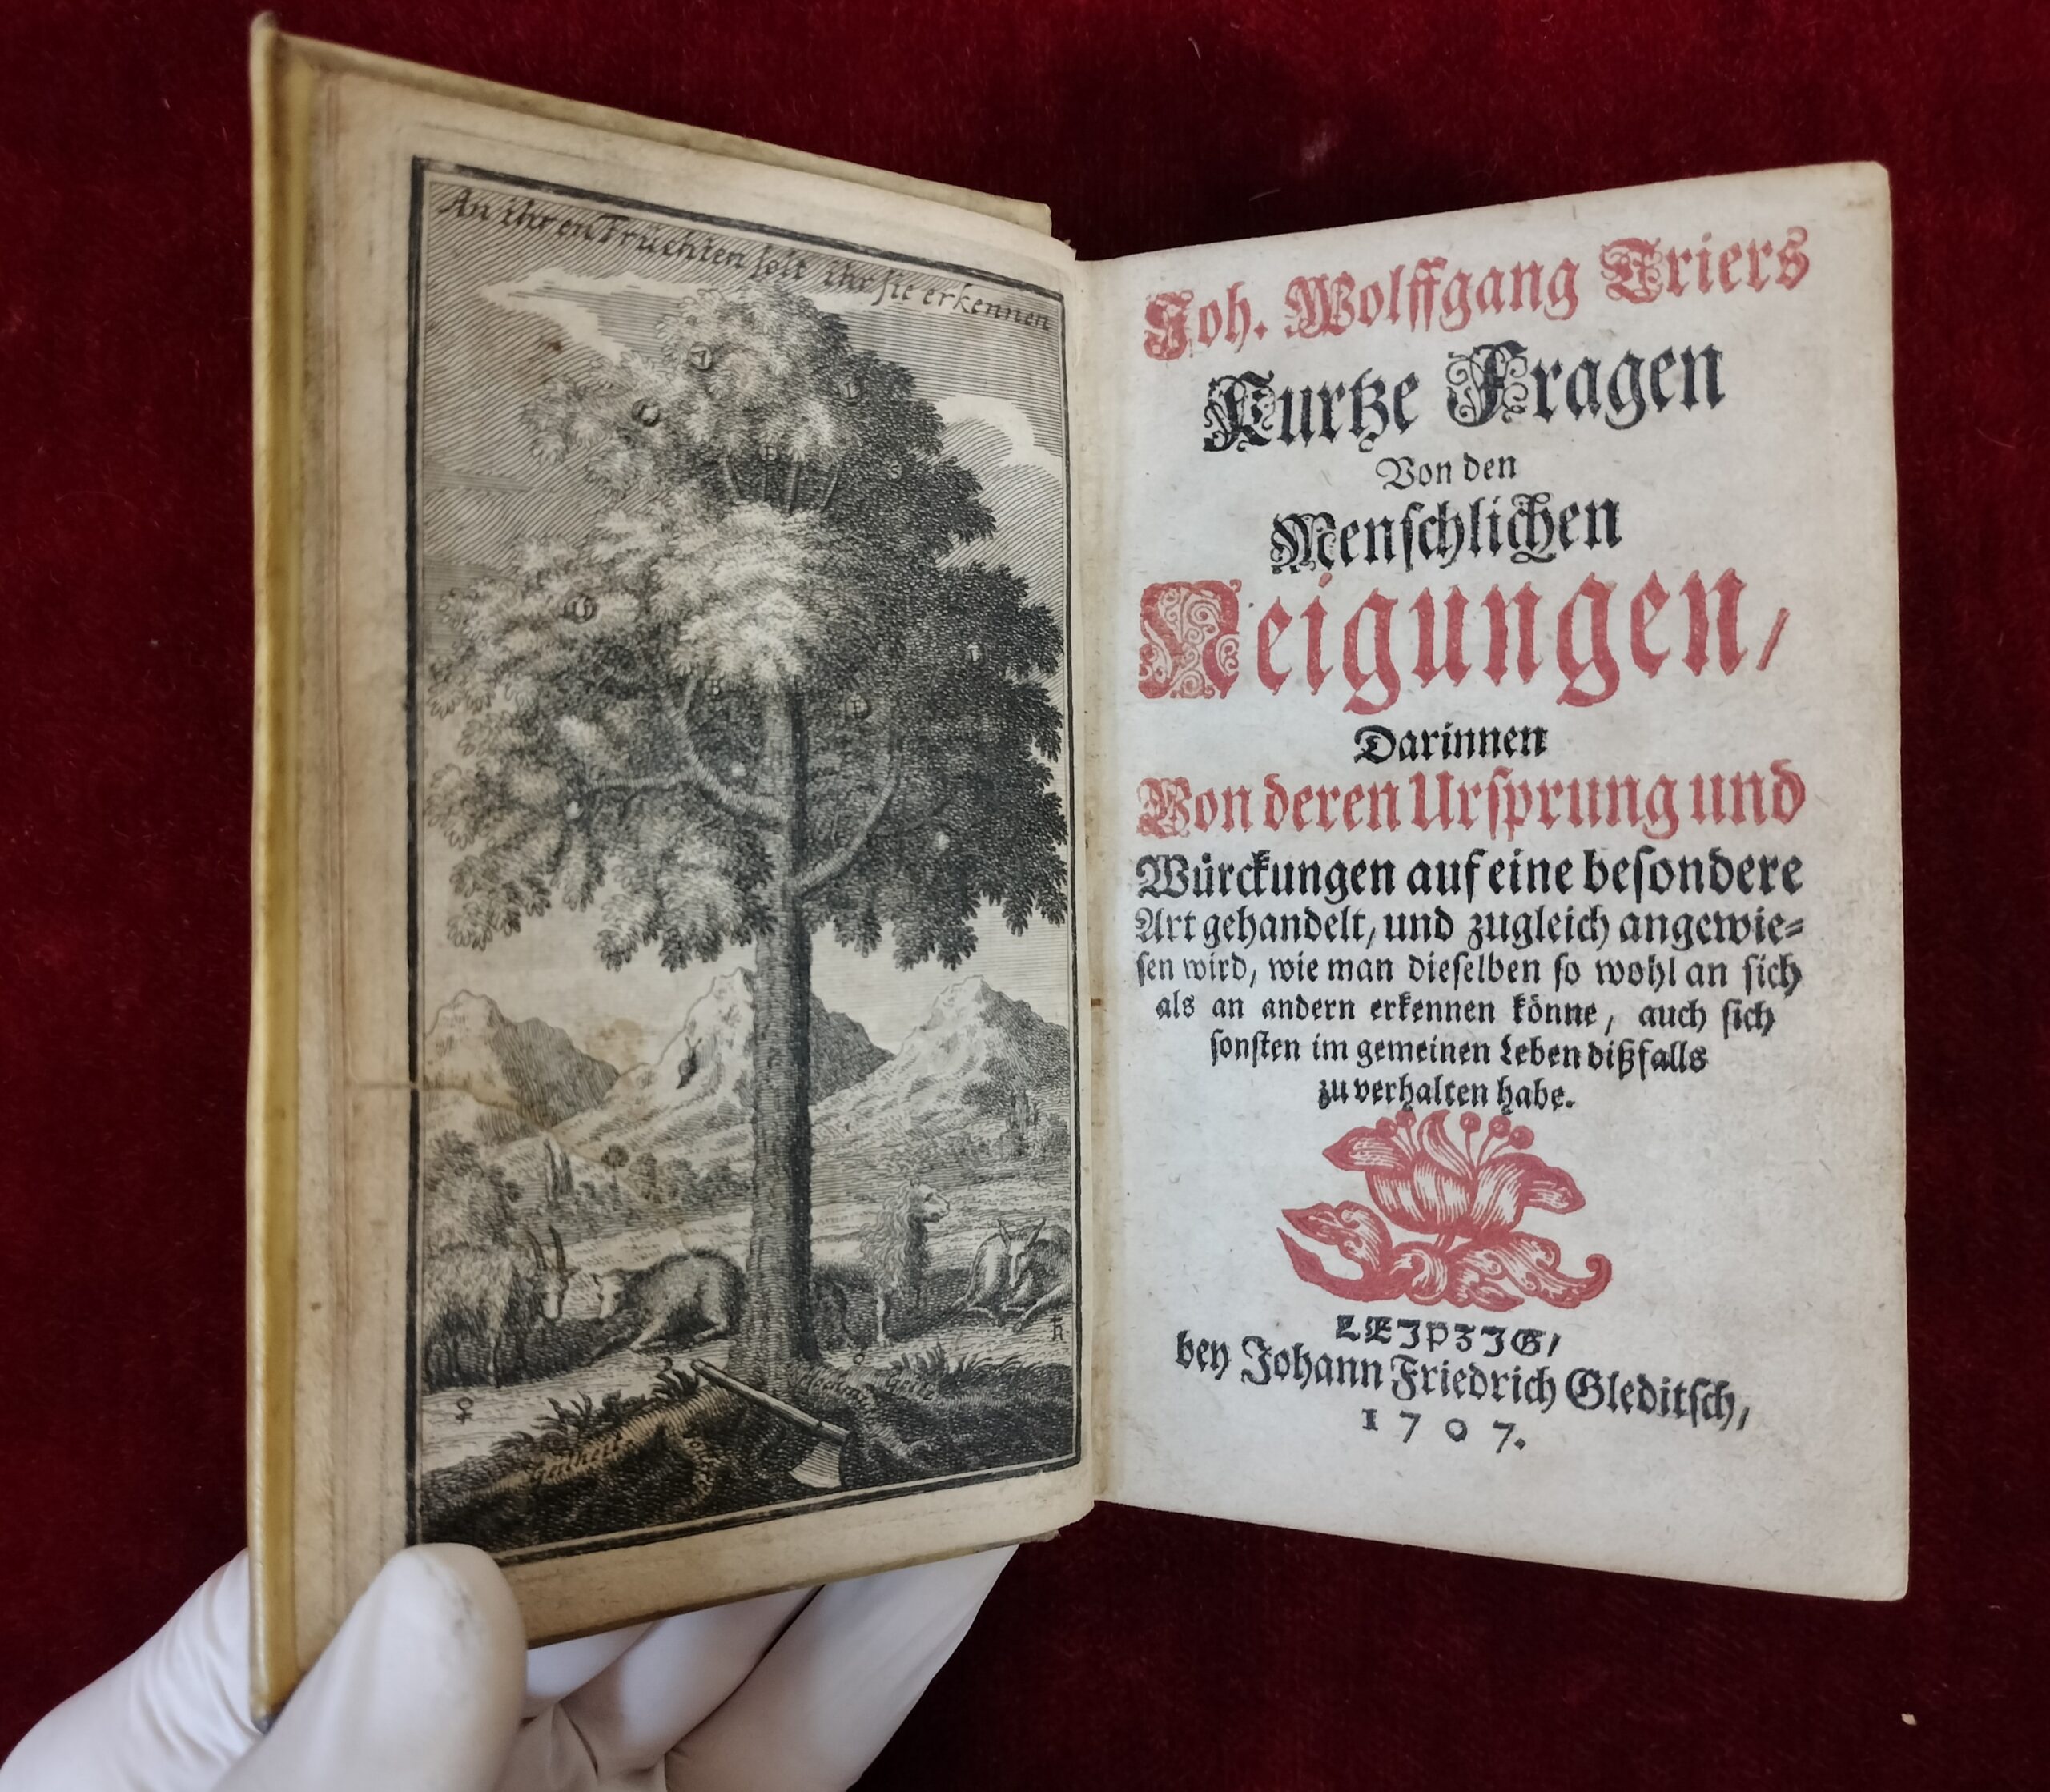 An ihren Früchten solt ihr sie erkennen
♀
Joh. Wolffgang Triers
Kurtze Fragen
Von den
Menschlichen
Neigungen,
Darinnen
Von deren Ursprung und
Würckungen auf eine besondere
Art gehandelt, und zugleich angewie-
sen wird, wie man dieselben so wohl an sich
als an andern erkennen könne, auch sich
sonsten im gemeinen Leben dißfalls
zu verhalten habe.
LEJPZJG,
bey Johann Friedrich Gleditsch,
1707.